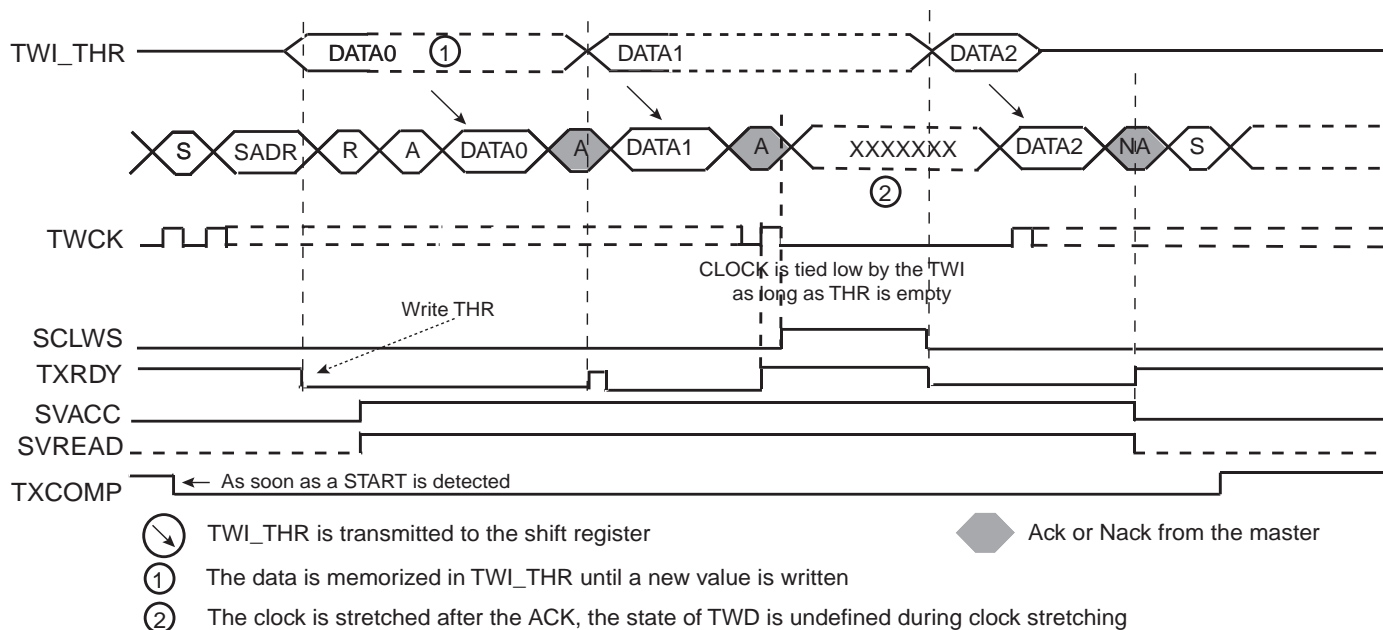 TWI_THR DATA0 1 DATA1 DATA2
S SADR R A DATA0 A DATA1 A XXXXXXX DATA2 NA S
2
TWCK
CLOCK is tied low by the TWI
as long as THR is empty
Write THR
SCLWS
TXRDY
SVACC
SVREAD
TXCOMP As soon as a START is detected
TWI_THR is transmitted to the shift register Ack or Nack from the master
1 The data is memorized in TWI_THR until a new value is written
2 The clock is stretched after the ACK, the state of TWD is undefined during clock stretching